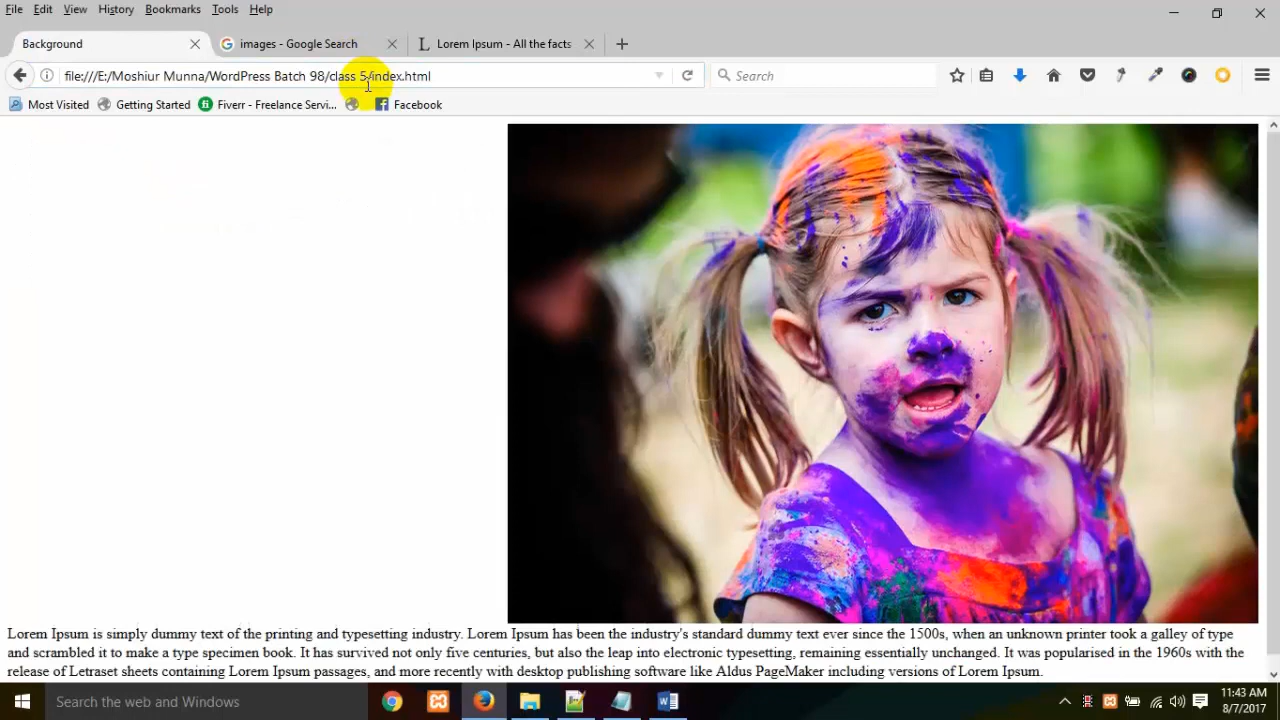 File Edit View History Bookmarks Tools Help
Background images - Google Search Lorem Ipsum - All the facts
file:///E:/Moshiur Munna/WordPress Batch 98/class 5/index.html Search
Most Visited Getting Started Fiverr - Freelance Servi... Facebook
Lorem Ipsum is simply dummy text of the printing and typesetting industry. Lorem Ipsum has been the industry's standard dummy text ever since the 1500s, when an unknown printer took a galley of type
and scrambled it to make a type specimen book. It has survived not only five centuries, but also the leap into electronic typesetting, remaining essentially unchanged. It was popularised in the 1960s with the
release of Letraset sheets containing Lorem Ipsum passages, and more recently with desktop publishing software like Aldus PageMaker including versions of Lorem Ipsum.
Search the web and Windows
11:43 AM
8/7/2017